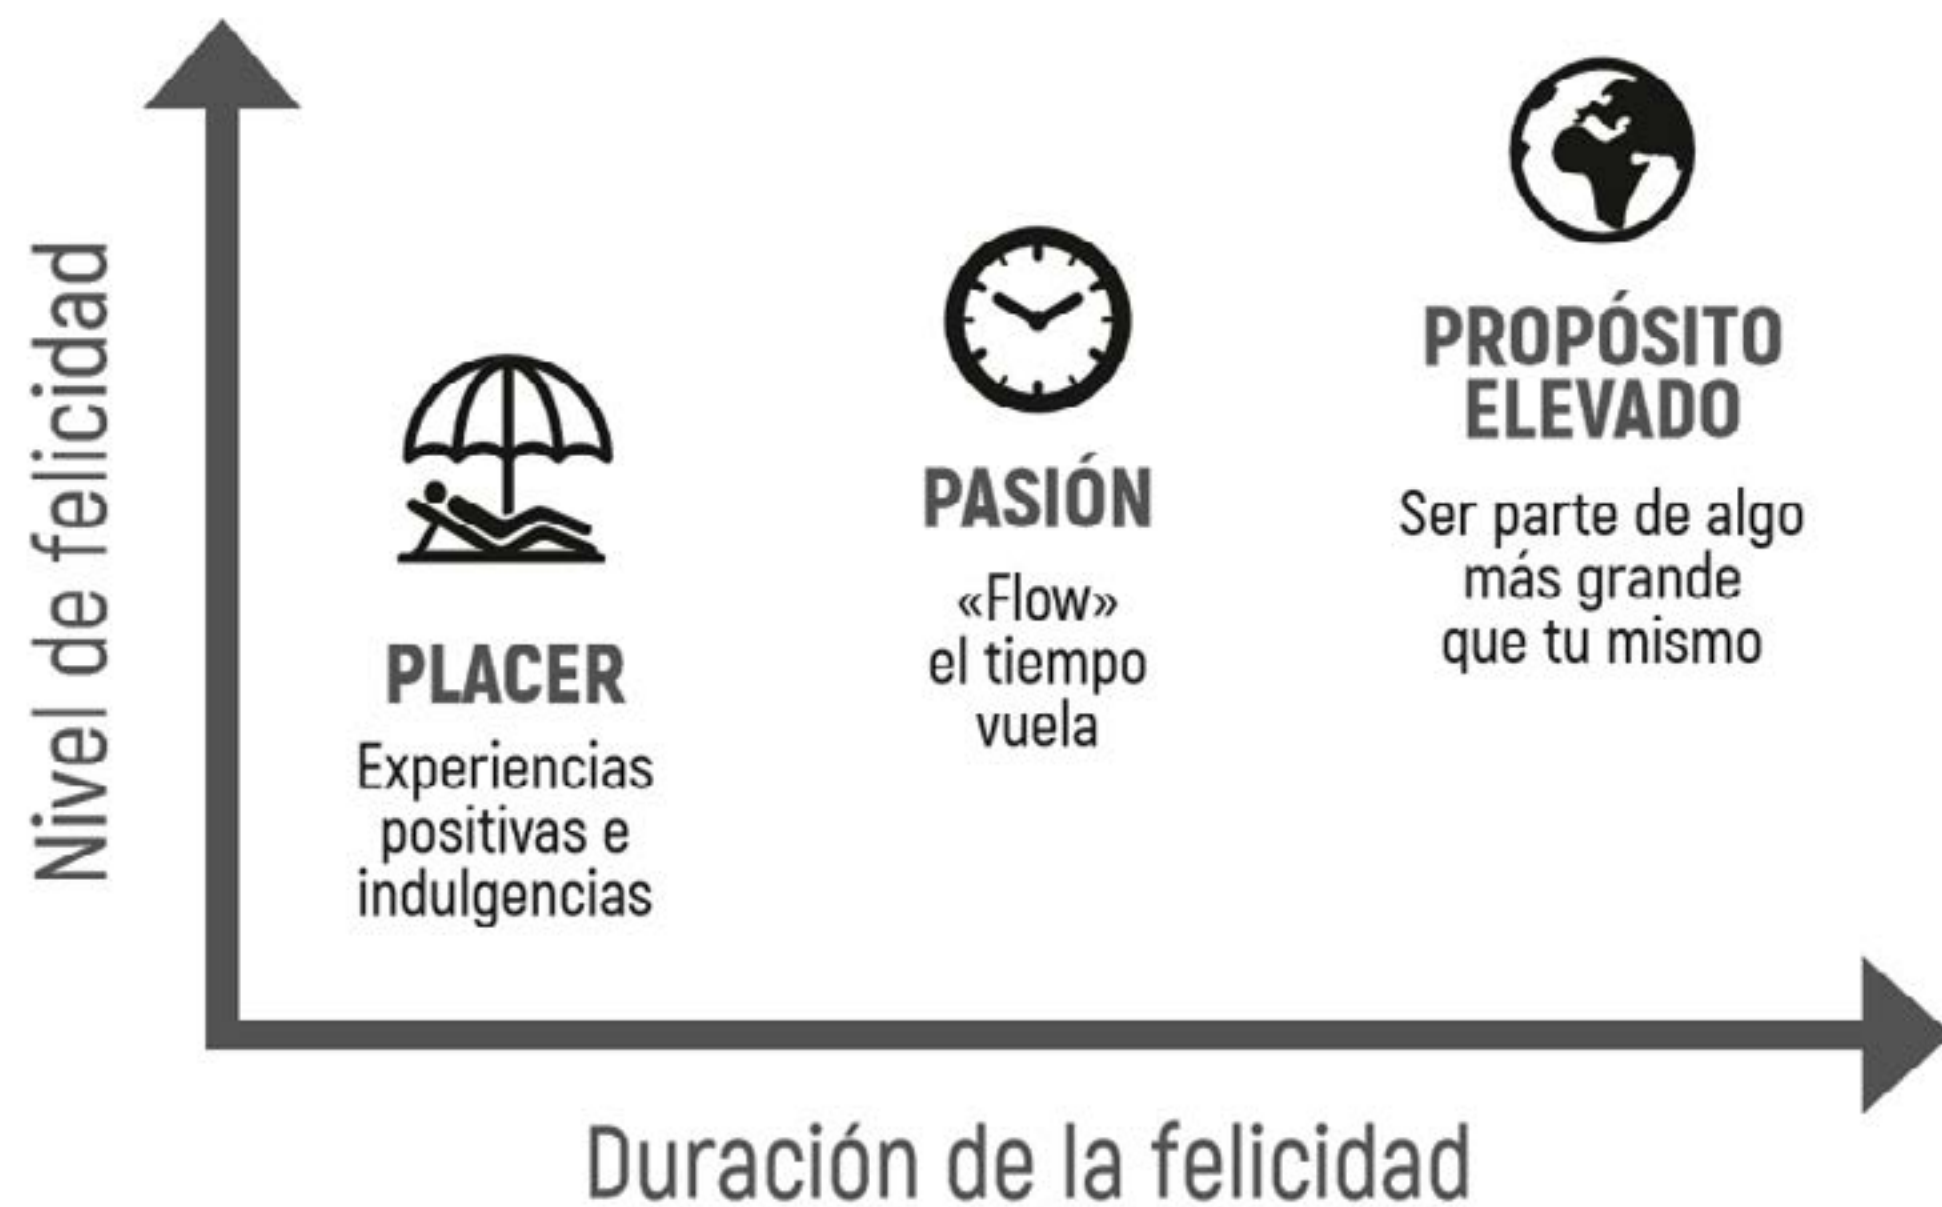 Nivel de felicidad
PLACER
Experiencias
positivas e
indulgencias
PASIÓN
«Flow»
el tiempo
vuela
PROPÓSITO
ELEVADO
Ser parte de algo
más grande
que tu mismo
Duración de la felicidad